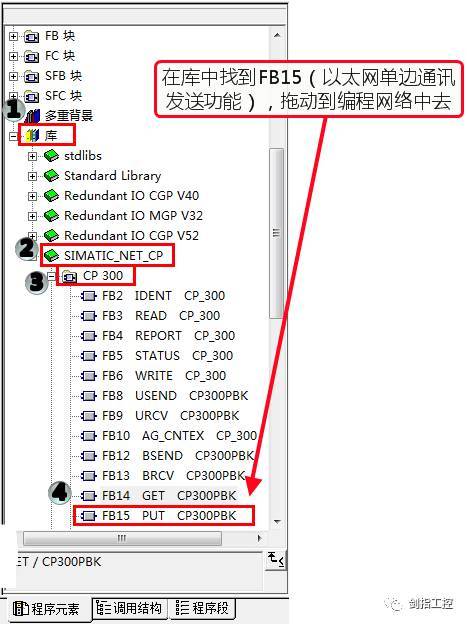 FB 块
FC 块
SFB 块
SFC 块
1
多重背景
库
stdlibs
Standard Library
Redundant IO CGP V40
Redundant IO MGP V32
Redundant IO CGP V52
2
SIMATIC_NET_CP
3
CP 300
FB2 IDENT CP_300
FB3 READ CP_300
FB4 REPORT CP_300
FB5 STATUS CP_300
FB6 WRITE CP_300
FB8 USEND CP300PBK
FB9 URCV CP300PBK
FB10 AG_CNTEX CP_300
FB12 BSEND CP300PBK
FB13 BRCV CP300PBK
4
FB14 GET CP300PBK
FB15 PUT CP300PBK
在库中找到FB15（以太网单边通讯
发送功能），拖动到编程网络中去
ET / CP300PBK
程序元素
调用结构
程序段
剑指工控